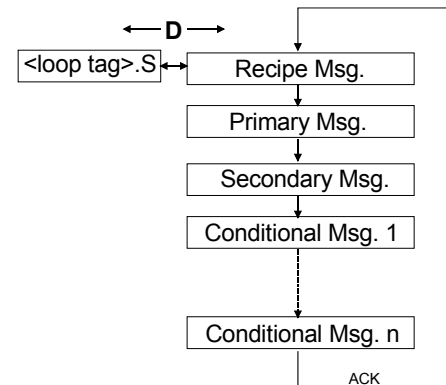 D
<loop tag>.S
Recipe Msg.
Primary Msg.
Secondary Msg.
Conditional Msg. 1
Conditional Msg. n
ACK